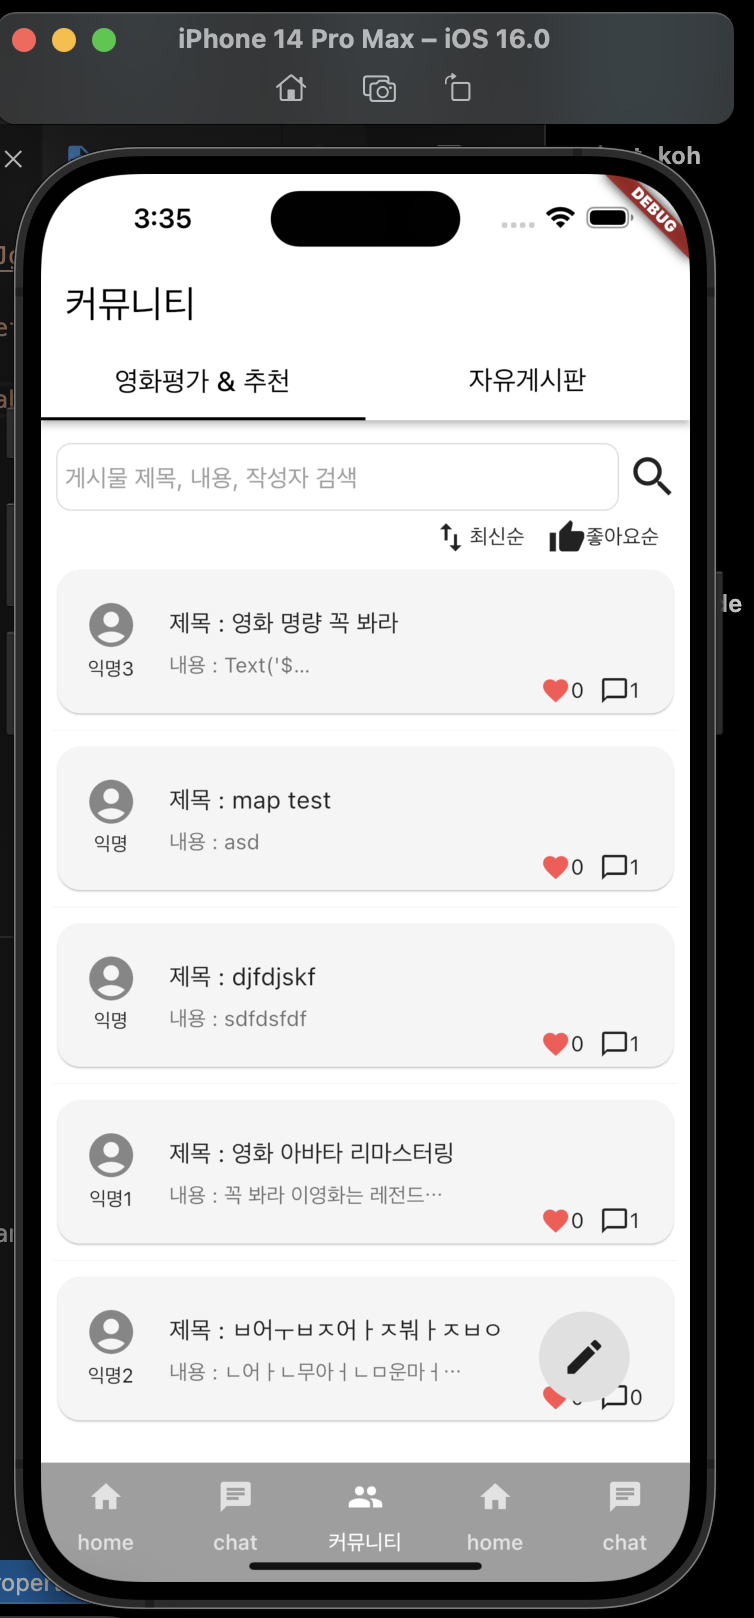 iPhone 14 Pro Max – iOS 16.0
koh
3:35
DEBUG
커뮤니티
영화평가 & 추천
자유게시판
게시물 제목, 내용, 작성자 검색
최신순
좋아요순
제목 : 영화 명량 꼭 봐라
익명3
내용 : Text('$...
0
1
제목 : map test
익명
내용 : asd
0
1
제목 : djfdjskf
익명
내용 : sdfdsfdf
0
1
제목 : 영화 아바타 리마스터링
익명1
내용 : 꼭 봐라 이영화는 레전드…
0
1
제목 : ㅂ어ㅜㅂㅈ어ㅏㅈ붜ㅏㅈㅂㅇ
익명2
내용 : ㄴ어ㅏㄴ무아ㅓㄴㅁ운마ㅓ…
0
home
chat
커뮤니티
home
chat